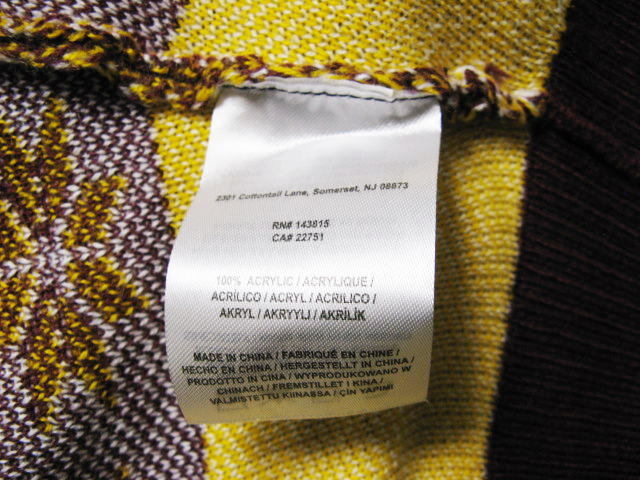 2301 Cottontail Lane, Somerset, NJ 08873
RN# 143815
CA# 22751
100% ACRYLIC / ACRYLIQUE /
ACRÍLICO / ACRYL / ACRILICO /
AKRYL / AKRYYLI / AKRİLİK
MADE IN CHINA / FABRIQUÉ EN CHINE /
HECHO EN CHINA / HERGESTELLT IN CHINA /
PRODOTTO IN CINA / WYPRODUKOWANO W
CHINACH / FREMSTILLET I KINA /
VALMISTETTU KIINASSA / ÇIN YAPIMI